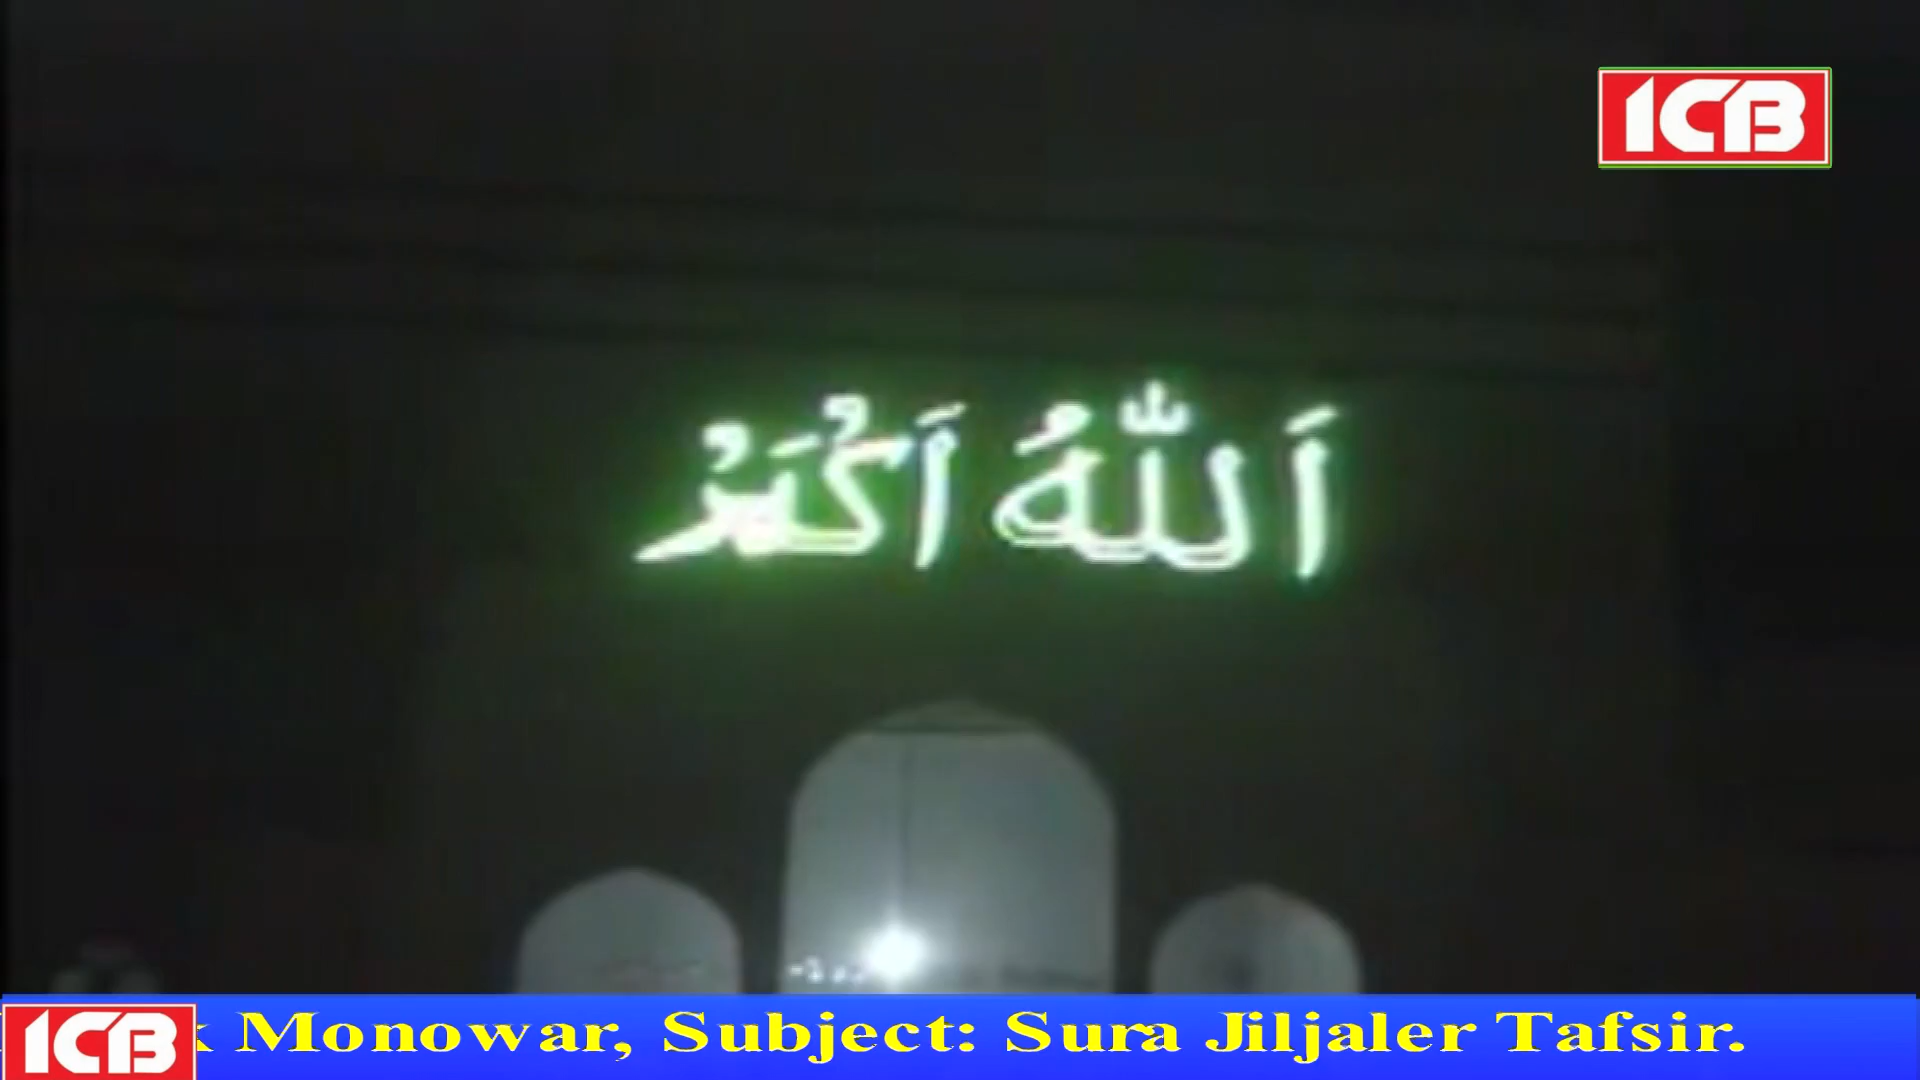 ICB
اَللّٰهُ اَكْبَرُ
ICB
k Monowar, Subject: Sura Jiljaler Tafsir.